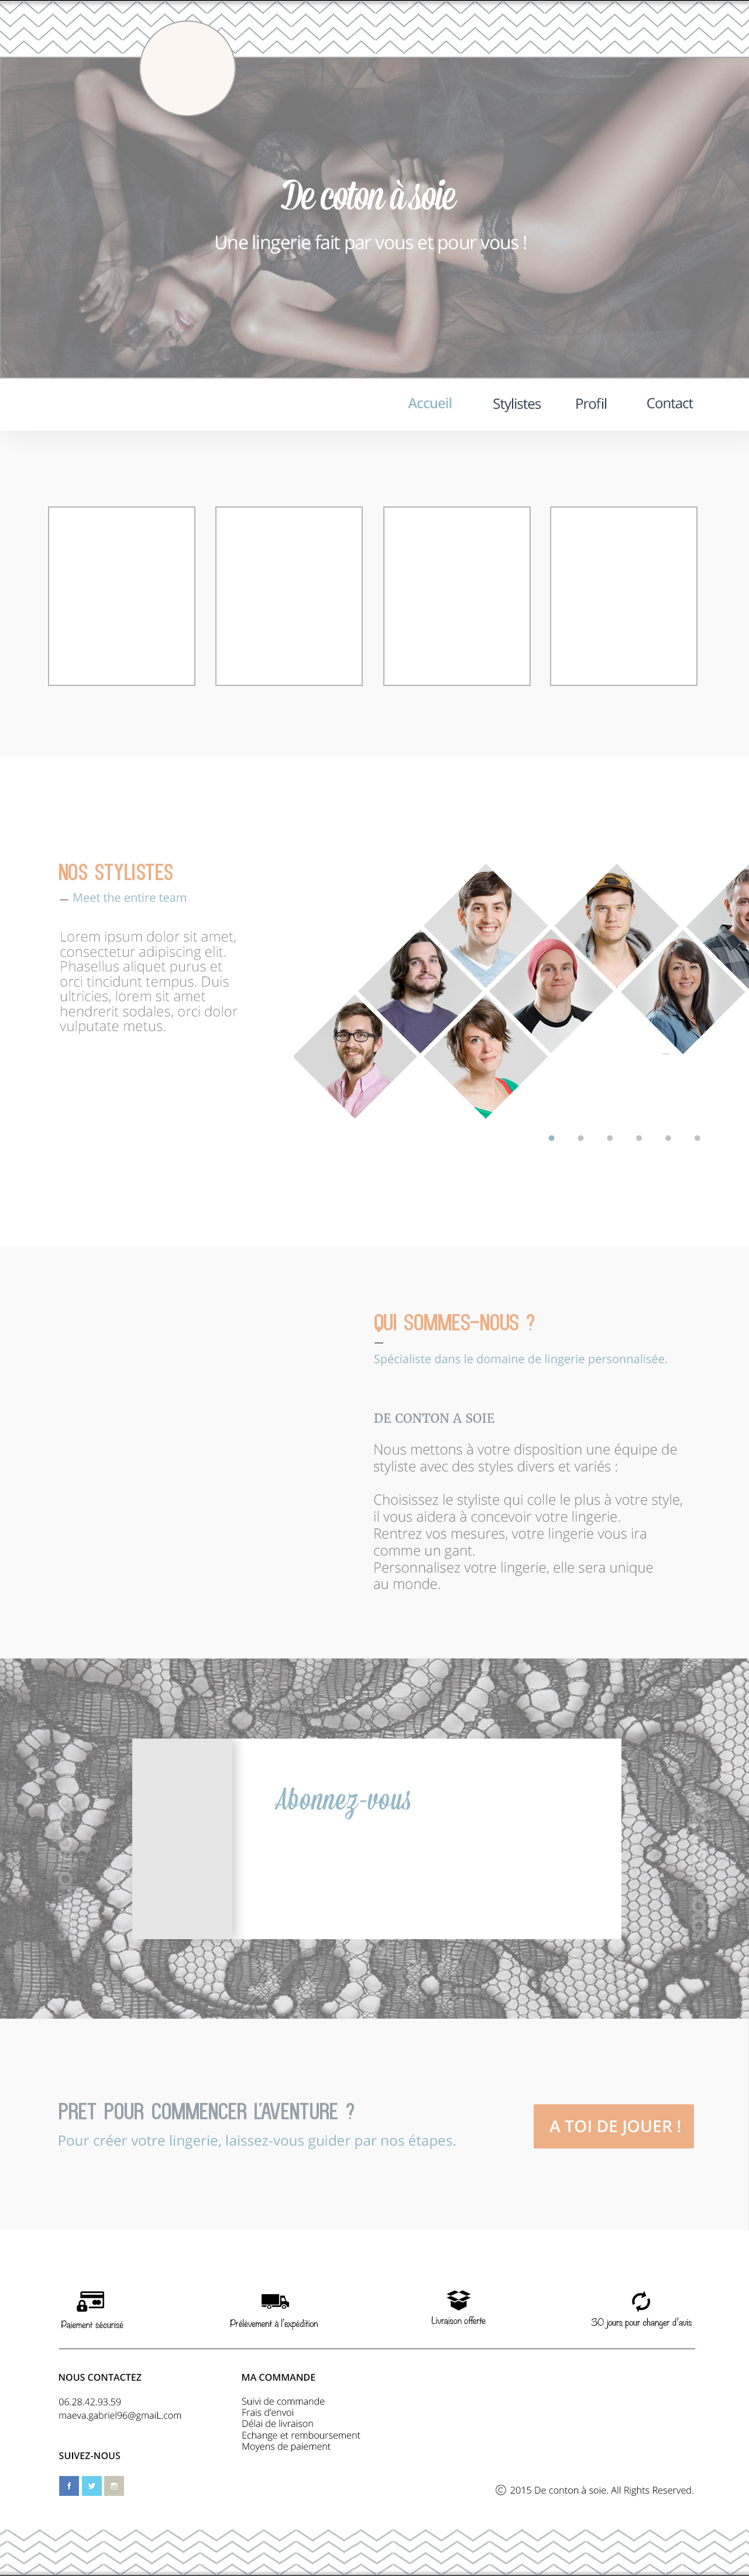 De coton à soie
Une lingerie fait par vous et pour vous !
Accueil Stylistes Profil Contact
NOS STYLISTES
Meet the entire team
Lorem ipsum dolor sit amet,
consectetur adipiscing elit.
Phasellus aliquet purus et
orci tincidunt tempus. Duis
ultricies, lorem sit amet
hendrerit sodales, orci dolor
vulputate metus.
QUI SOMMES-NOUS ?
Spécialiste dans le domaine de lingerie personnalisée.
DE CONTON A SOIE
Nous mettons à votre disposition une équipe de
styliste avec des styles divers et variés :
Choisissez le styliste qui colle le plus à votre style,
il vous aidera à concevoir votre lingerie.
Rentrez vos mesures, votre lingerie vous ira
comme un gant.
Personnalisez votre lingerie, elle sera unique
au monde.
Abonnez-vous
PRET POUR COMMENCER L'AVENTURE ?
Pour créer votre lingerie, laissez-vous guider par nos étapes.
A TOI DE JOUER !
Paiement sécurisé
Prélèvement à l'expédition
Livraison offerte
30 jours pour changer d'avis
NOUS CONTACTEZ
06.28.42.93.59
maeva.gabriel96@gmaiL.com
SUIVEZ-NOUS
MA COMMANDE
Suivi de commande
Frais d'envoi
Délai de livraison
Echange et remboursement
Moyens de paiement
© 2015 De conton à soie. All Rights Reserved.